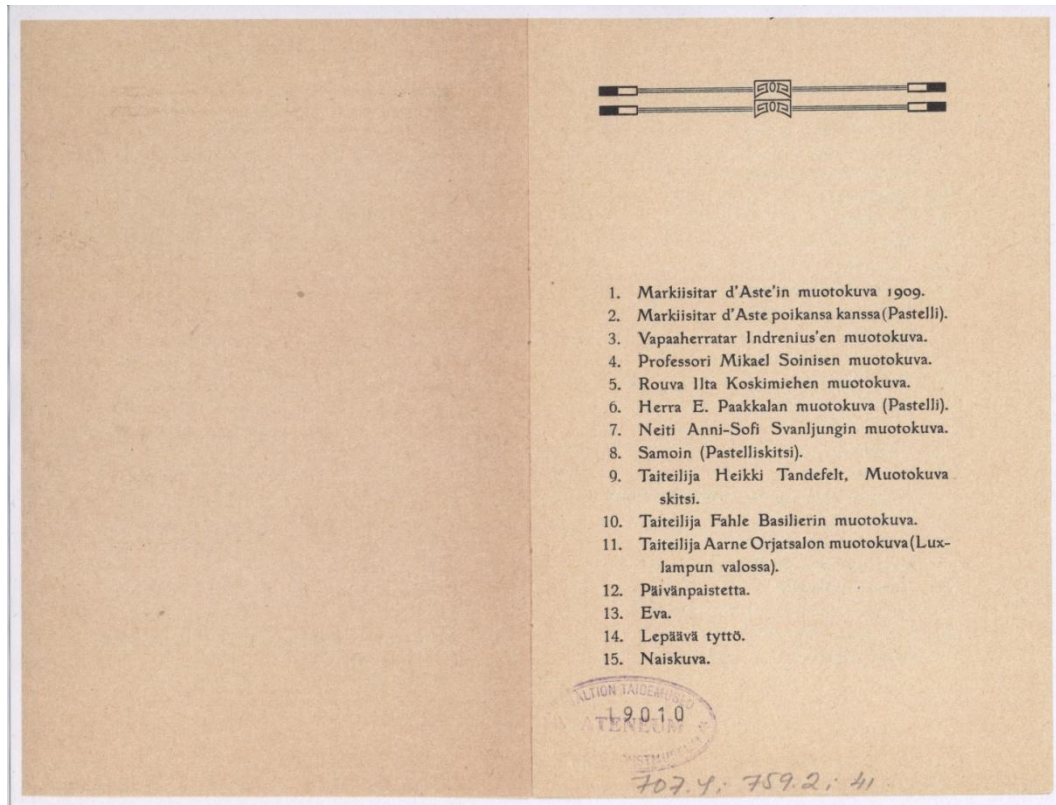 1. Markiisitar d'Aste'in muotokuva 1909.
2. Markiisitar d'Aste poikansa kanssa (Pastelli).
3. Vapaaherratar Indrenius'en muotokuva.
4. Professori Mikael Soinisen muotokuva.
5. Rouva Ilta Koskimiehen muotokuva.
6. Herra E. Paakkalan muotokuva (Pastelli).
7. Neiti Anni-Sofi Svanljungin muotokuva.
8. Samoin (Pastelliskitsi).
9. Taiteilija Heikki Tandefelt, Muotokuva
skitsi.
10. Taiteilija Fahle Basilierin muotokuva.
11. Taiteilija Aarne Orjatsalon muotokuva (Lux-
lampun valossa).
12. Päivänpaistetta.
13. Eva.
14. Lepäävä tyttö.
15. Naiskuva.
ALTION TAIDEMUSEO
19010
ATENEUM
707.4; 759.2; 41